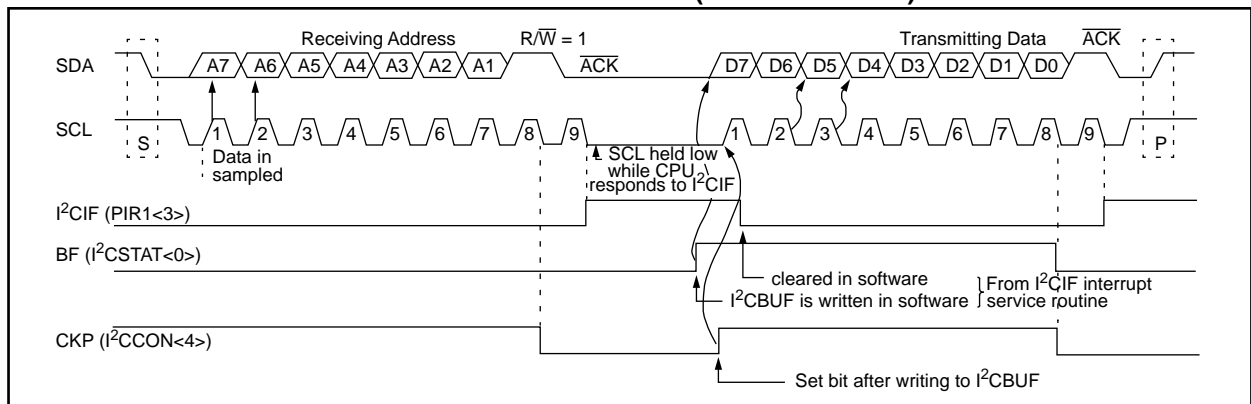 Receiving Address R/W = 1 Transmitting Data ACK
SDA A7 A6 A5 A4 A3 A2 A1 ACK D7 D6 D5 D4 D3 D2 D1 D0
SCL S 1 2 3 4 5 6 7 8 9 1 2 3 4 5 6 7 8 9 P
Data in
sampled
SCL held low
while CPU
responds to I²CIF
I²CIF (PIR1<3>)
BF (I²CSTAT<0>)
cleared in software
I²CBUF is written in software
From I²CIF interrupt
service routine
CKP (I²CCON<4>)
Set bit after writing to I²CBUF